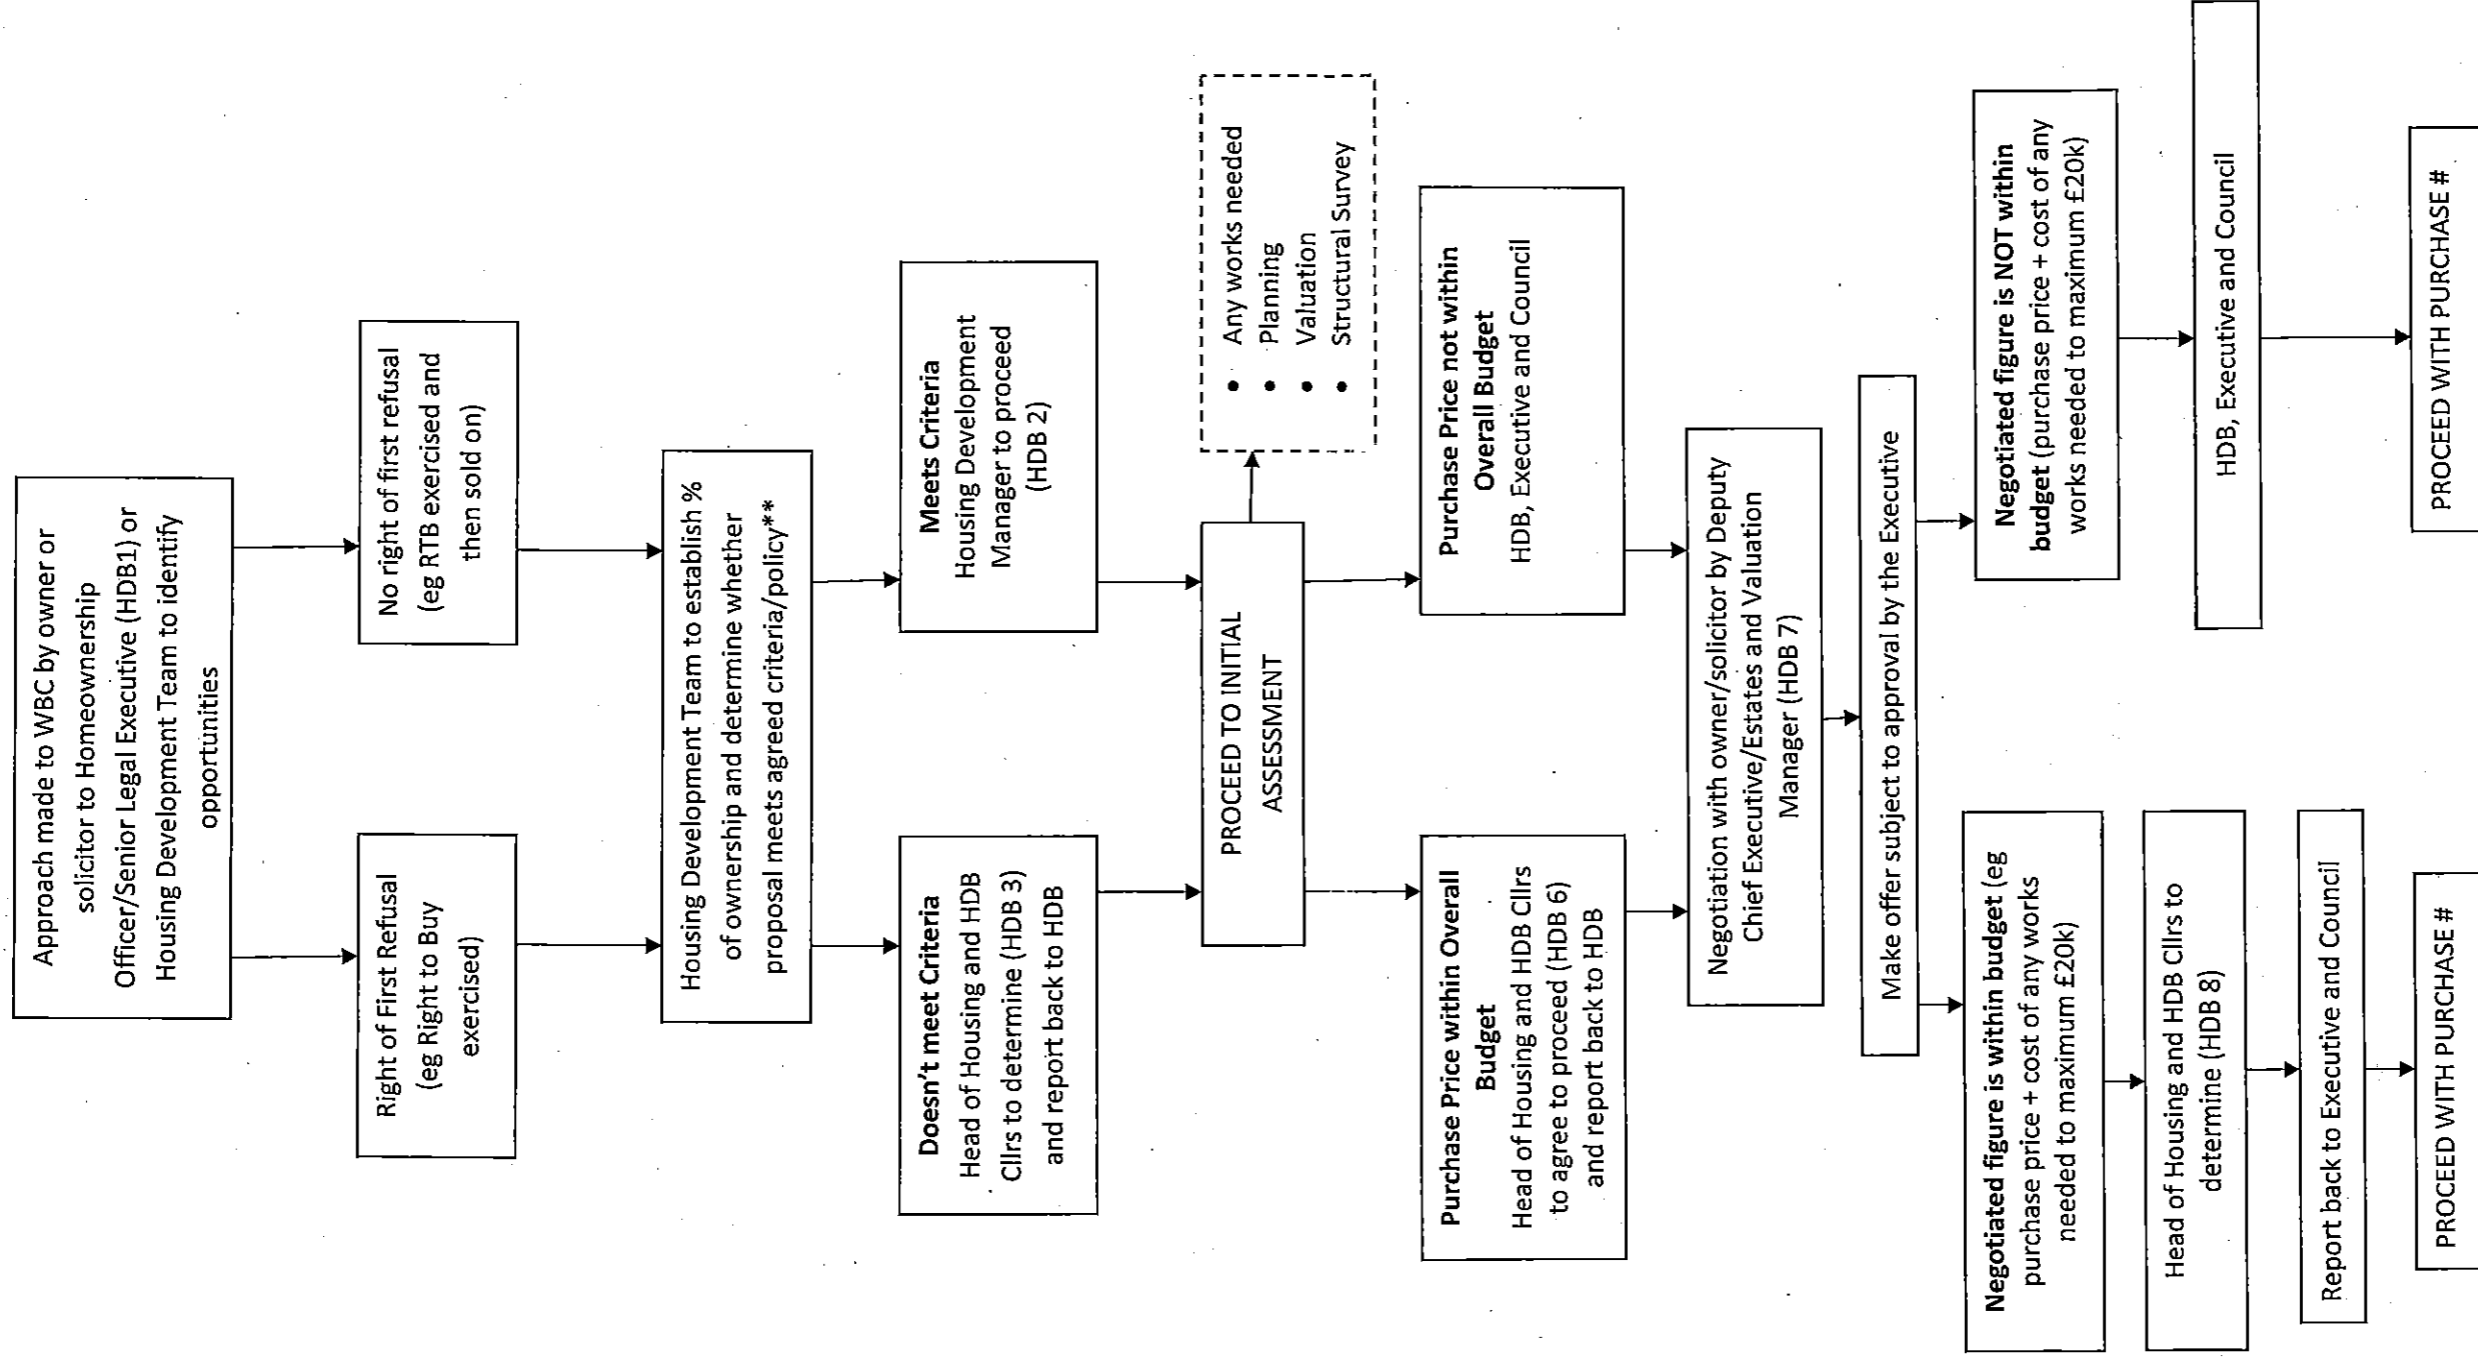 Approach made to WBC by owner or
solicitor to Homeownership
Officer/Senior Legal Executive (HDB1) or
Housing Development Team to identify
opportunities
Right of First Refusal
(eg Right to Buy
exercised)
No right of first refusal
(eg RTB exercised and
then sold on)
Housing Development Team to establish %
of ownership and determine whether
proposal meets agreed criteria/policy**
Doesn't meet Criteria
Head of Housing and HDB
Cllrs to determine (HDB 3)
and report back to HDB
Meets Criteria
Housing Development
Manager to proceed
(HDB 2)
PROCEED TO INITIAL
ASSESSMENT
• Any works needed
• Planning
• Valuation
• Structural Survey
Purchase Price within Overall
Budget
Head of Housing and HDB Cllrs
to agree to proceed (HDB 6)
and report back to HDB
Purchase Price not within
Overall Budget
HDB, Executive and Council
Negotiation with owner/solicitor by Deputy
Chief Executive/Estates and Valuation
Manager (HDB 7)
Make offer subject to approval by the Executive
Negotiated figure is within budget (eg
purchase price + cost of any works
needed to maximum £20k)
Negotiated figure is NOT within
budget (purchase price + cost of any
works needed to maximum £20k)
Head of Housing and HDB Cllrs to
determine (HDB 8)
HDB, Executive and Council
Report back to Executive and Council
PROCEED WITH PURCHASE #
PROCEED WITH PURCHASE #